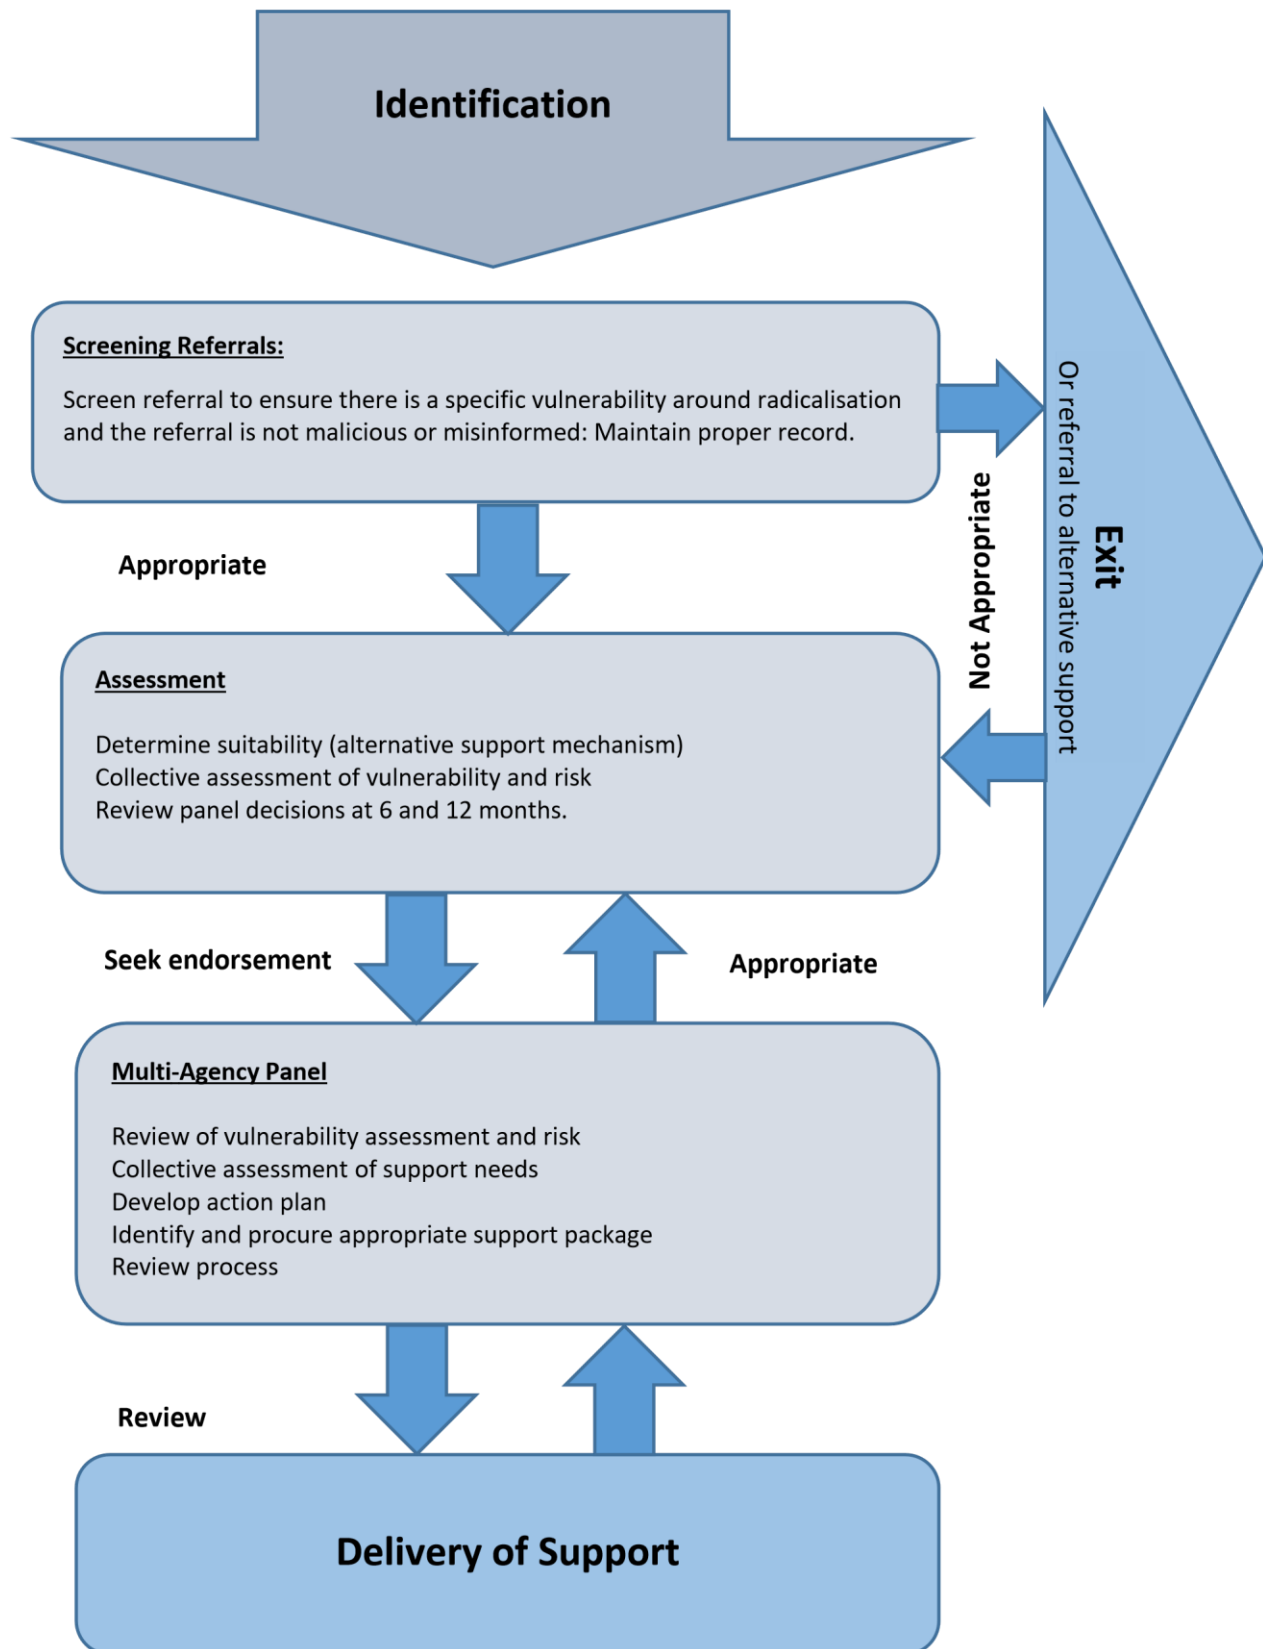 Identification
Screening Referrals:
Screen referral to ensure there is a specific vulnerability around radicalisation
and the referral is not malicious or misinformed: Maintain proper record.
Appropriate
Not Appropriate
Exit
Or referral to alternative support
Assessment
Determine suitability (alternative support mechanism)
Collective assessment of vulnerability and risk
Review panel decisions at 6 and 12 months.
Seek endorsement
Appropriate
Multi-Agency Panel
Review of vulnerability assessment and risk
Collective assessment of support needs
Develop action plan
Identify and procure appropriate support package
Review process
Review
Delivery of Support